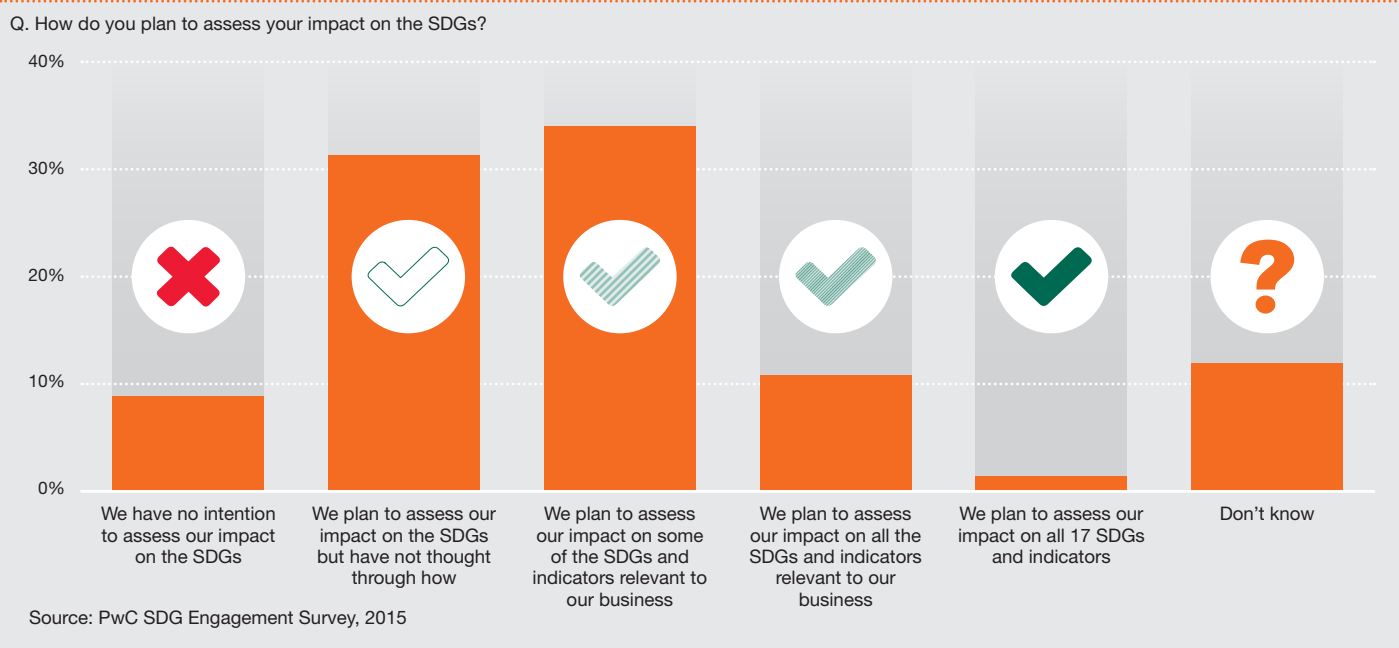 Q. How do you plan to assess your impact on the SDGs?
40%
30%
20%
10%
0%
We have no intention
to assess our impact
on the SDGs
We plan to assess our
impact on the SDGs
but have not thought
through how
We plan to assess
our impact on some
of the SDGs and
indicators relevant to
our business
We plan to assess
our impact on all the
SDGs and indicators
relevant to our
business
We plan to assess our
impact on all 17 SDGs
and indicators
Don’t know
Source: PwC SDG Engagement Survey, 2015